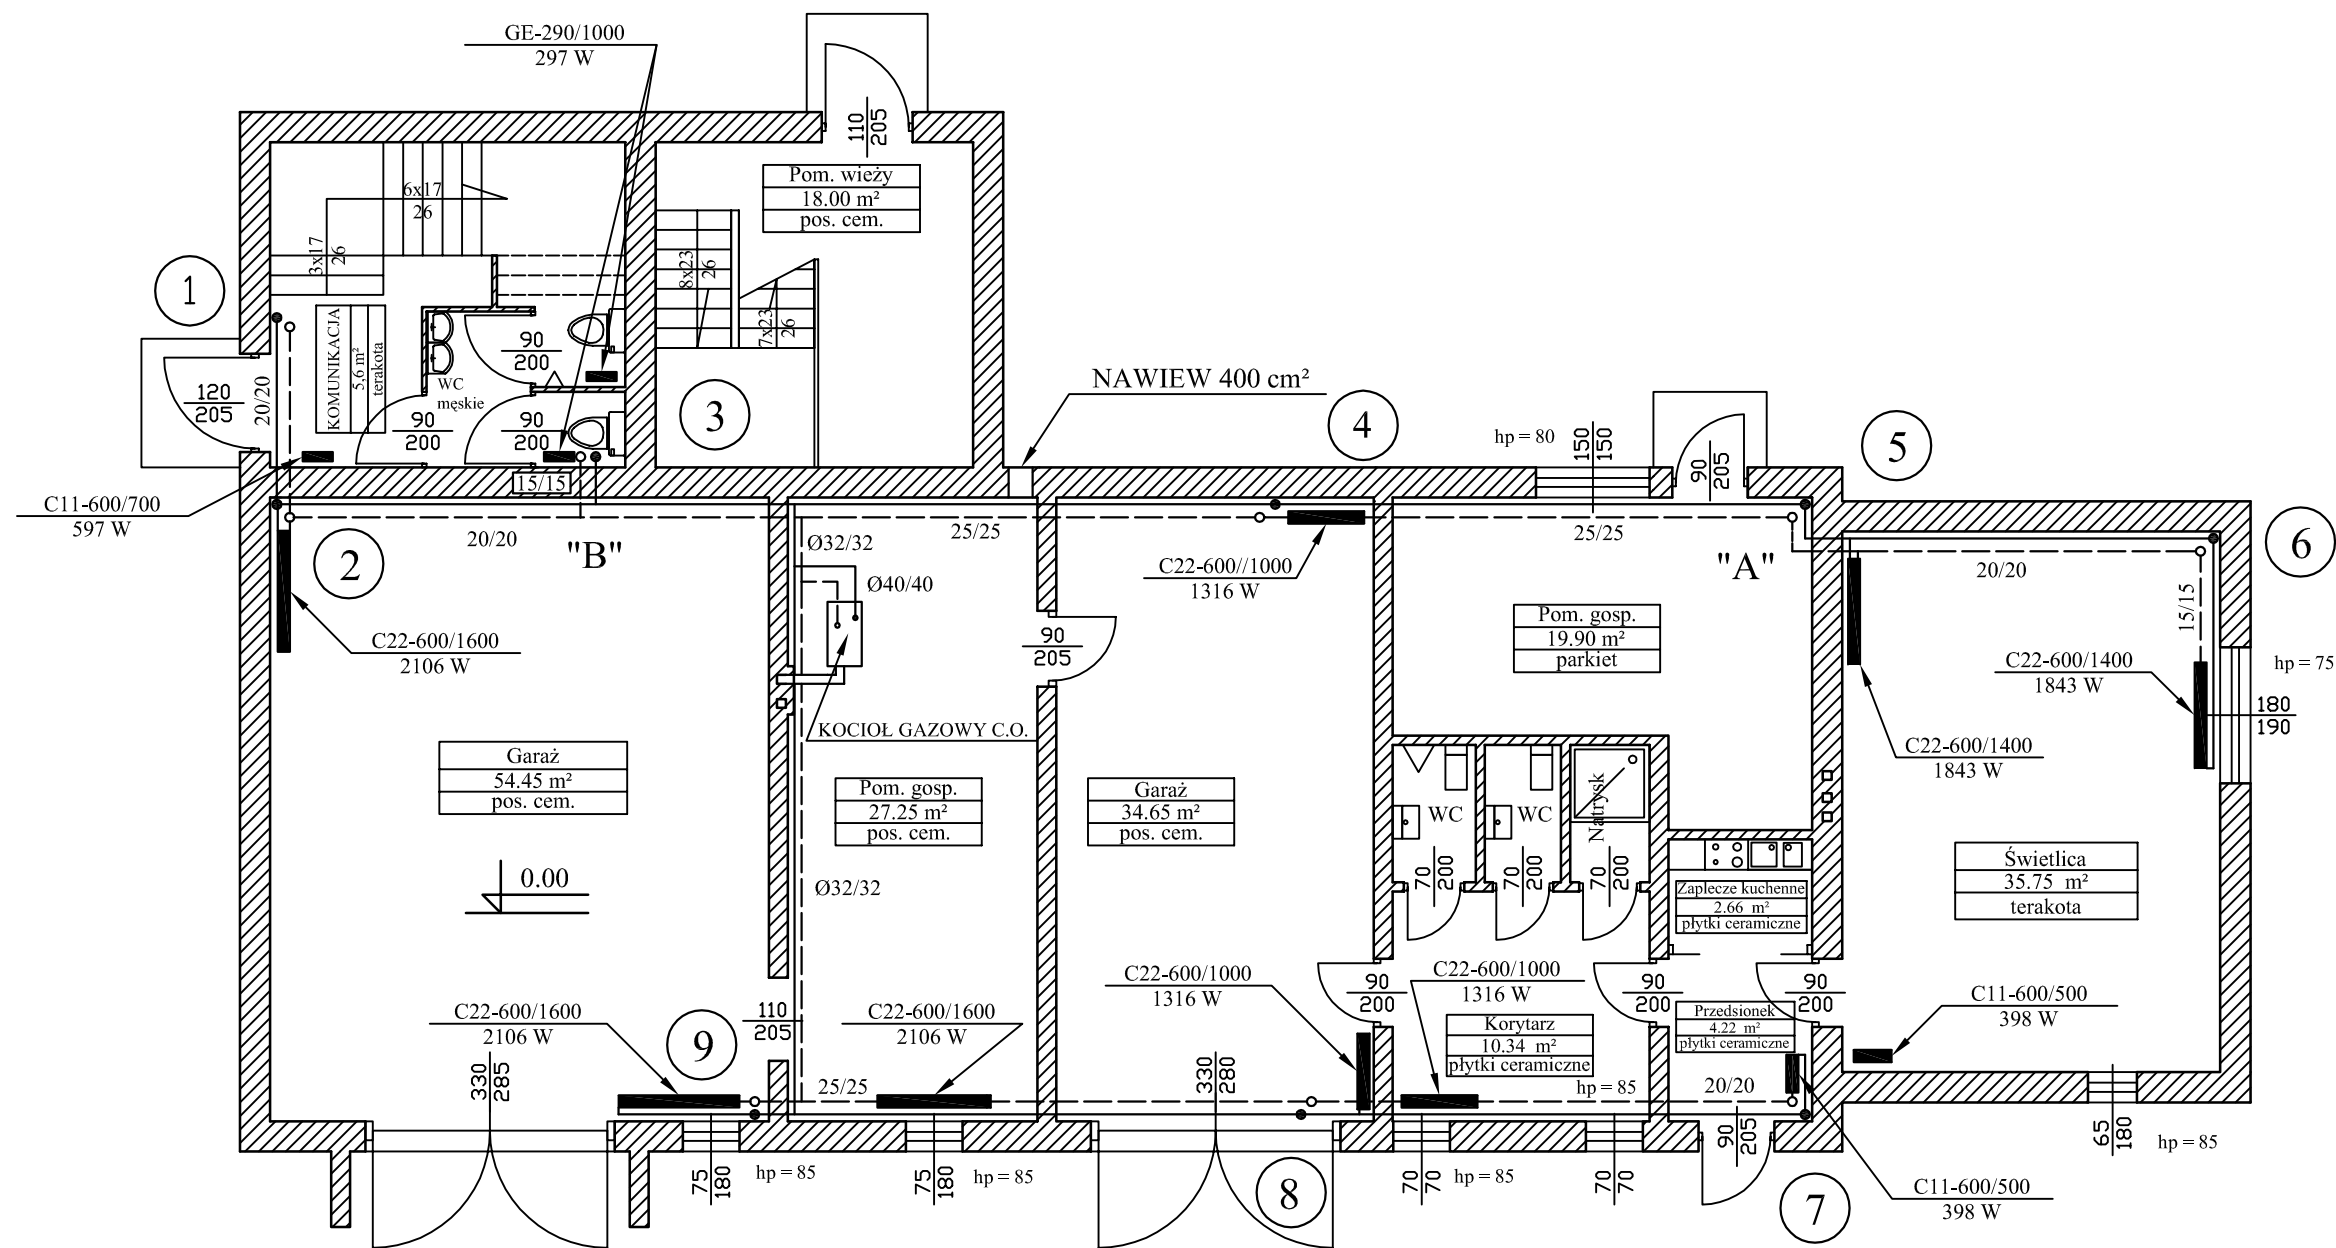 GE-290/1000
297 W
110
205
Pom. wieży
18.00 m²
pos. cem.
6x17
26
3x17
26
8x23
26
7x23
26
1
KOMUNIKACJA
5,6 m²
terakota
90
200
WC
męskie
120
205
20/20
90
200
90
200
3
NAWIEW 400 cm²
4
hp = 80
150
150
90
205
5
C11-600/700
597 W
15/15
2
20/20
"B"
Ø32/32
25/25
Ø40/40
C22-600//1000
1316 W
25/25
"A"
20/20
6
15/15
C22-600/1600
2106 W
90
205
Pom. gosp.
19.90 m²
parkiet
C22-600/1400
1843 W
hp = 75
180
190
C22-600/1400
1843 W
KOCIOŁ GAZOWY C.O.
Garaż
54.45 m²
pos. cem.
Pom. gosp.
27.25 m²
pos. cem.
Garaż
34.65 m²
pos. cem.
WC
WC
Natrysk
0.00
Ø32/32
70
200
70
200
70
200
Zaplecze kuchenne
2.66 m²
płytki ceramiczne
Świetlica
35.75 m²
terakota
C22-600/1600
2106 W
9
110
205
C22-600/1600
2106 W
C22-600/1000
1316 W
90
200
C22-600/1000
1316 W
90
200
90
200
Korytarz
10.34 m²
płytki ceramiczne
Przedsionek
4.22 m²
płytki ceramiczne
C11-600/500
398 W
330
285
25/25
330
280
hp = 85
20/20
75
180
hp = 85
75
180
hp = 85
8
70
70
hp = 85
70
70
90
205
7
65
180
hp = 85
C11-600/500
398 W